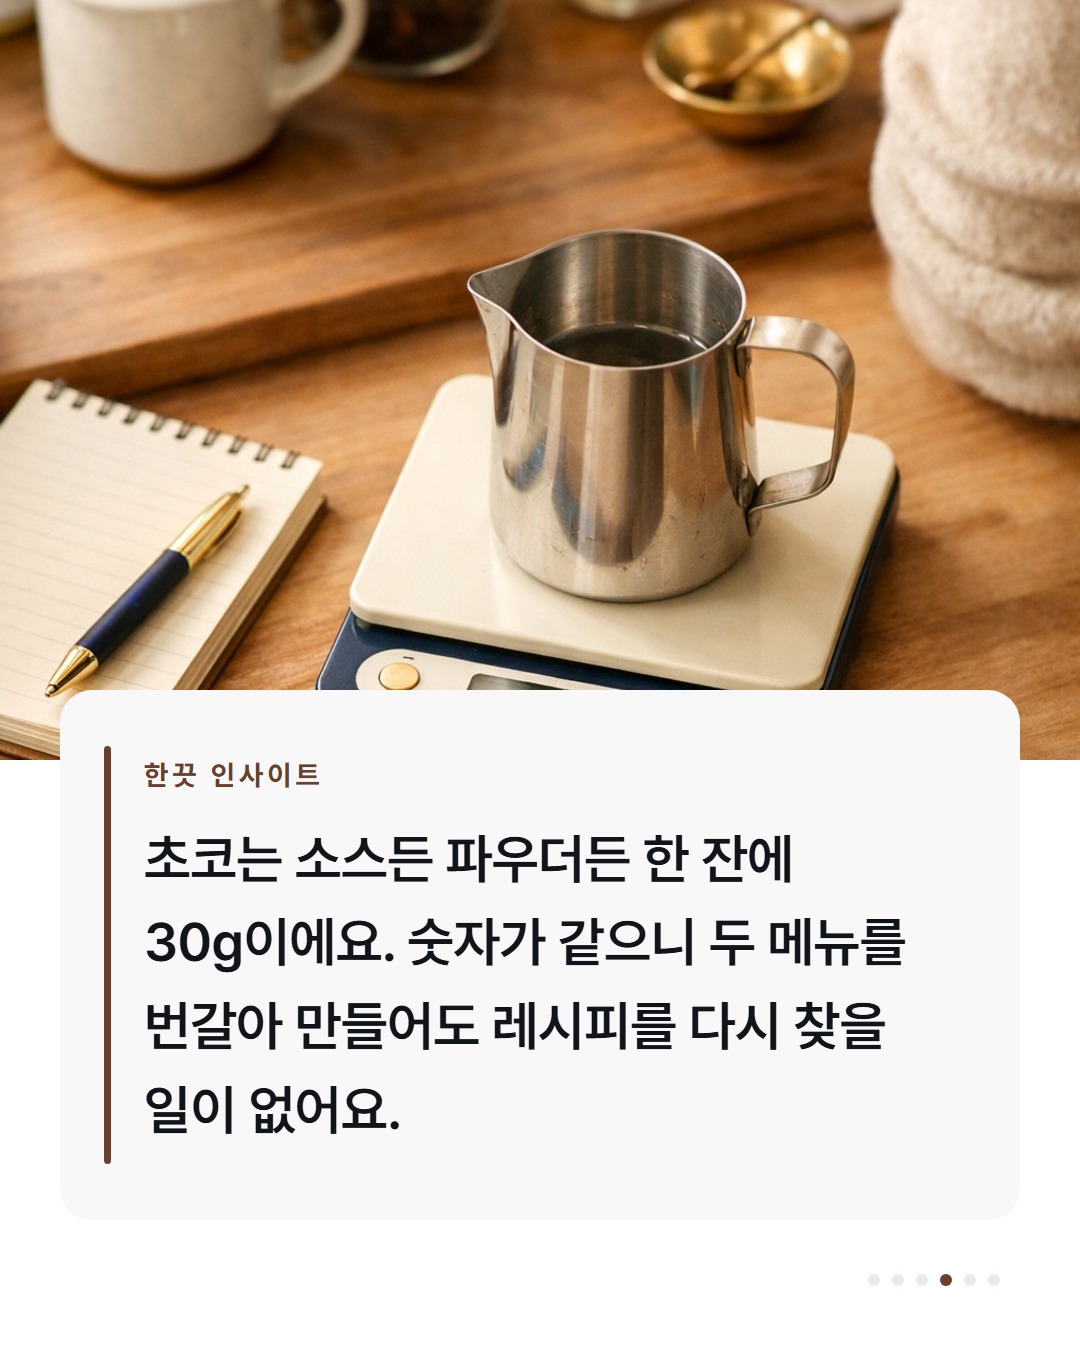 한끗 인사이트
초코는 소스든 파우더든 한 잔에
30g이에요. 숫자가 같으니 두 메뉴를
번갈아 만들어도 레시피를 다시 찾을
일이 없어요.